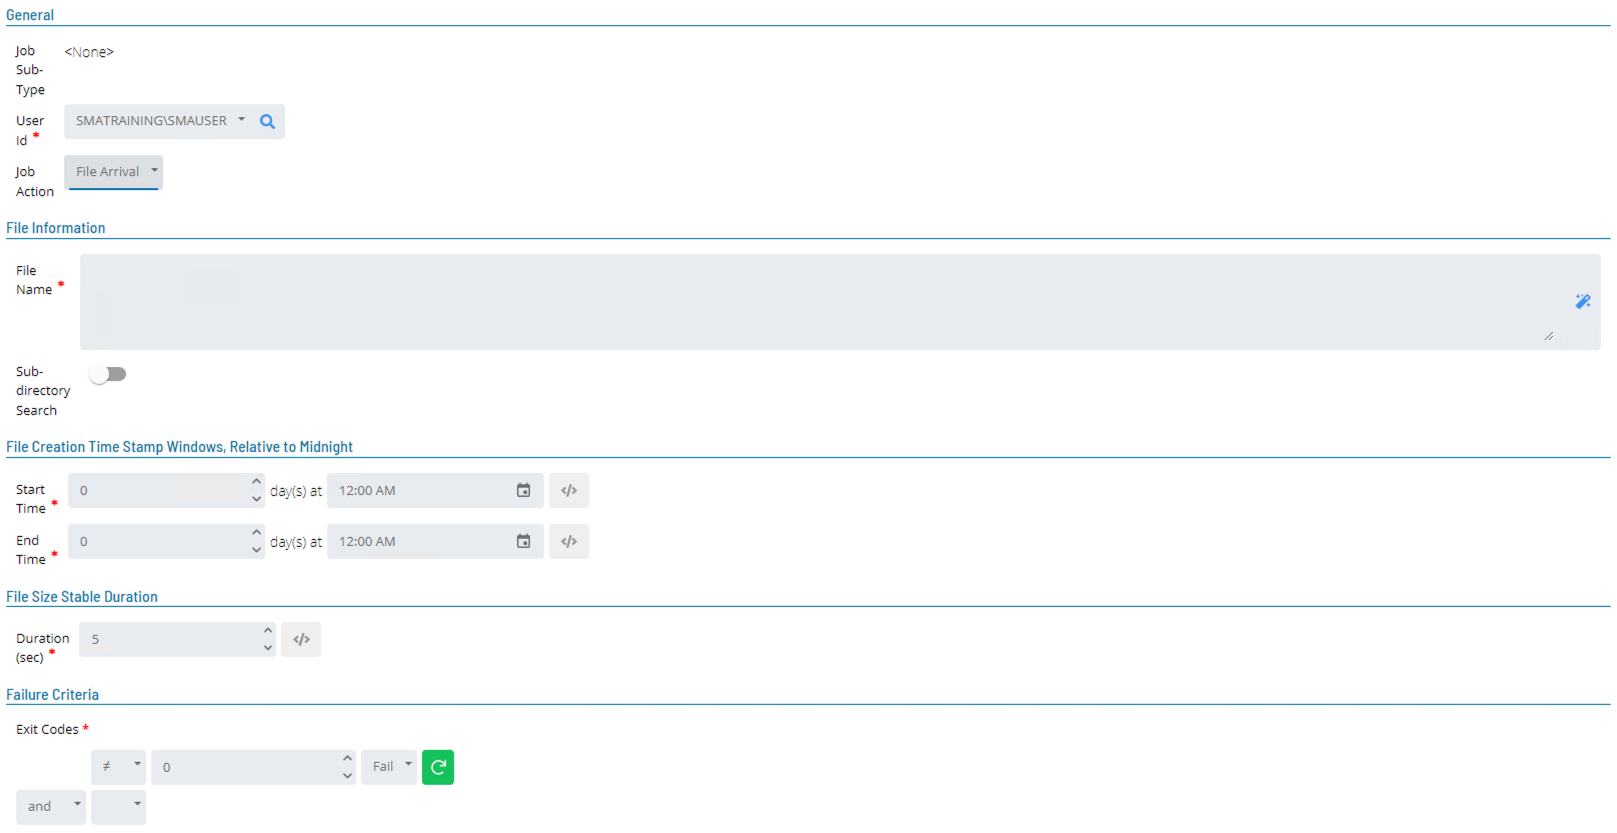 General
Job Sub-Type
<None>
User Id *
SMATRAINING\SMAUSER
Job Action
File Arrival
File Information
File Name *
Sub-directory Search
File Creation Time Stamp Windows, Relative to Midnight
Start Time *
0 day(s) at 12:00 AM </>
End Time *
0 day(s) at 12:00 AM </>
File Size Stable Duration
Duration (sec) *
5 </>
Failure Criteria
Exit Codes *
≠ 0 Fail
and